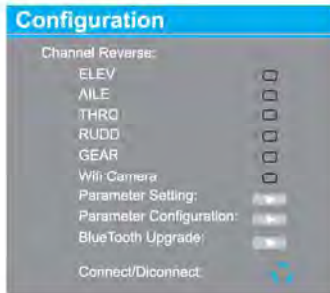 Configuration
Channel Reverse:
ELEV
AILE
THRO
RUDD
GEAR
Wifi Camera
Parameter Setting:
Parameter Configuration:
BlueTooth Upgrade:
Connect/Diconnect: